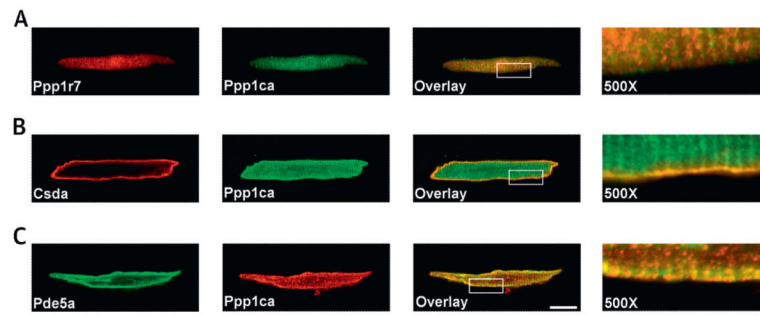 A
Ppp1r7 Ppp1ca Overlay 500X
B
Csda Ppp1ca Overlay 500X
C
Pde5a Ppp1ca Overlay 500X